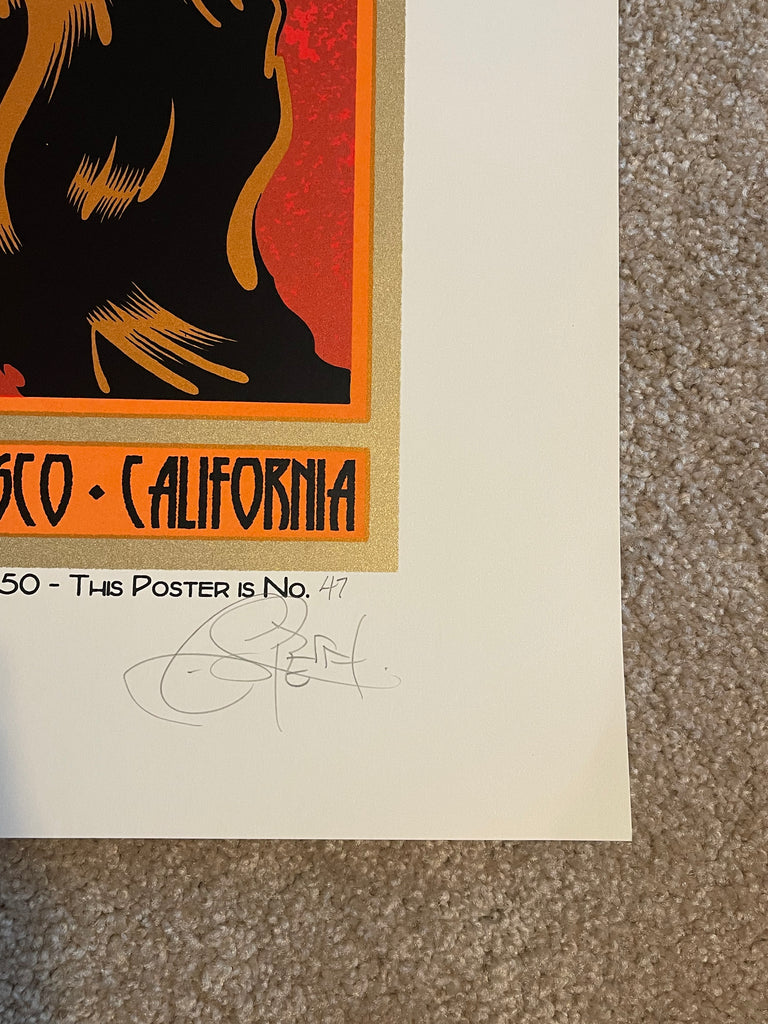 SCO • CALIFORNIA
50 - THIS POSTER IS NO. 47